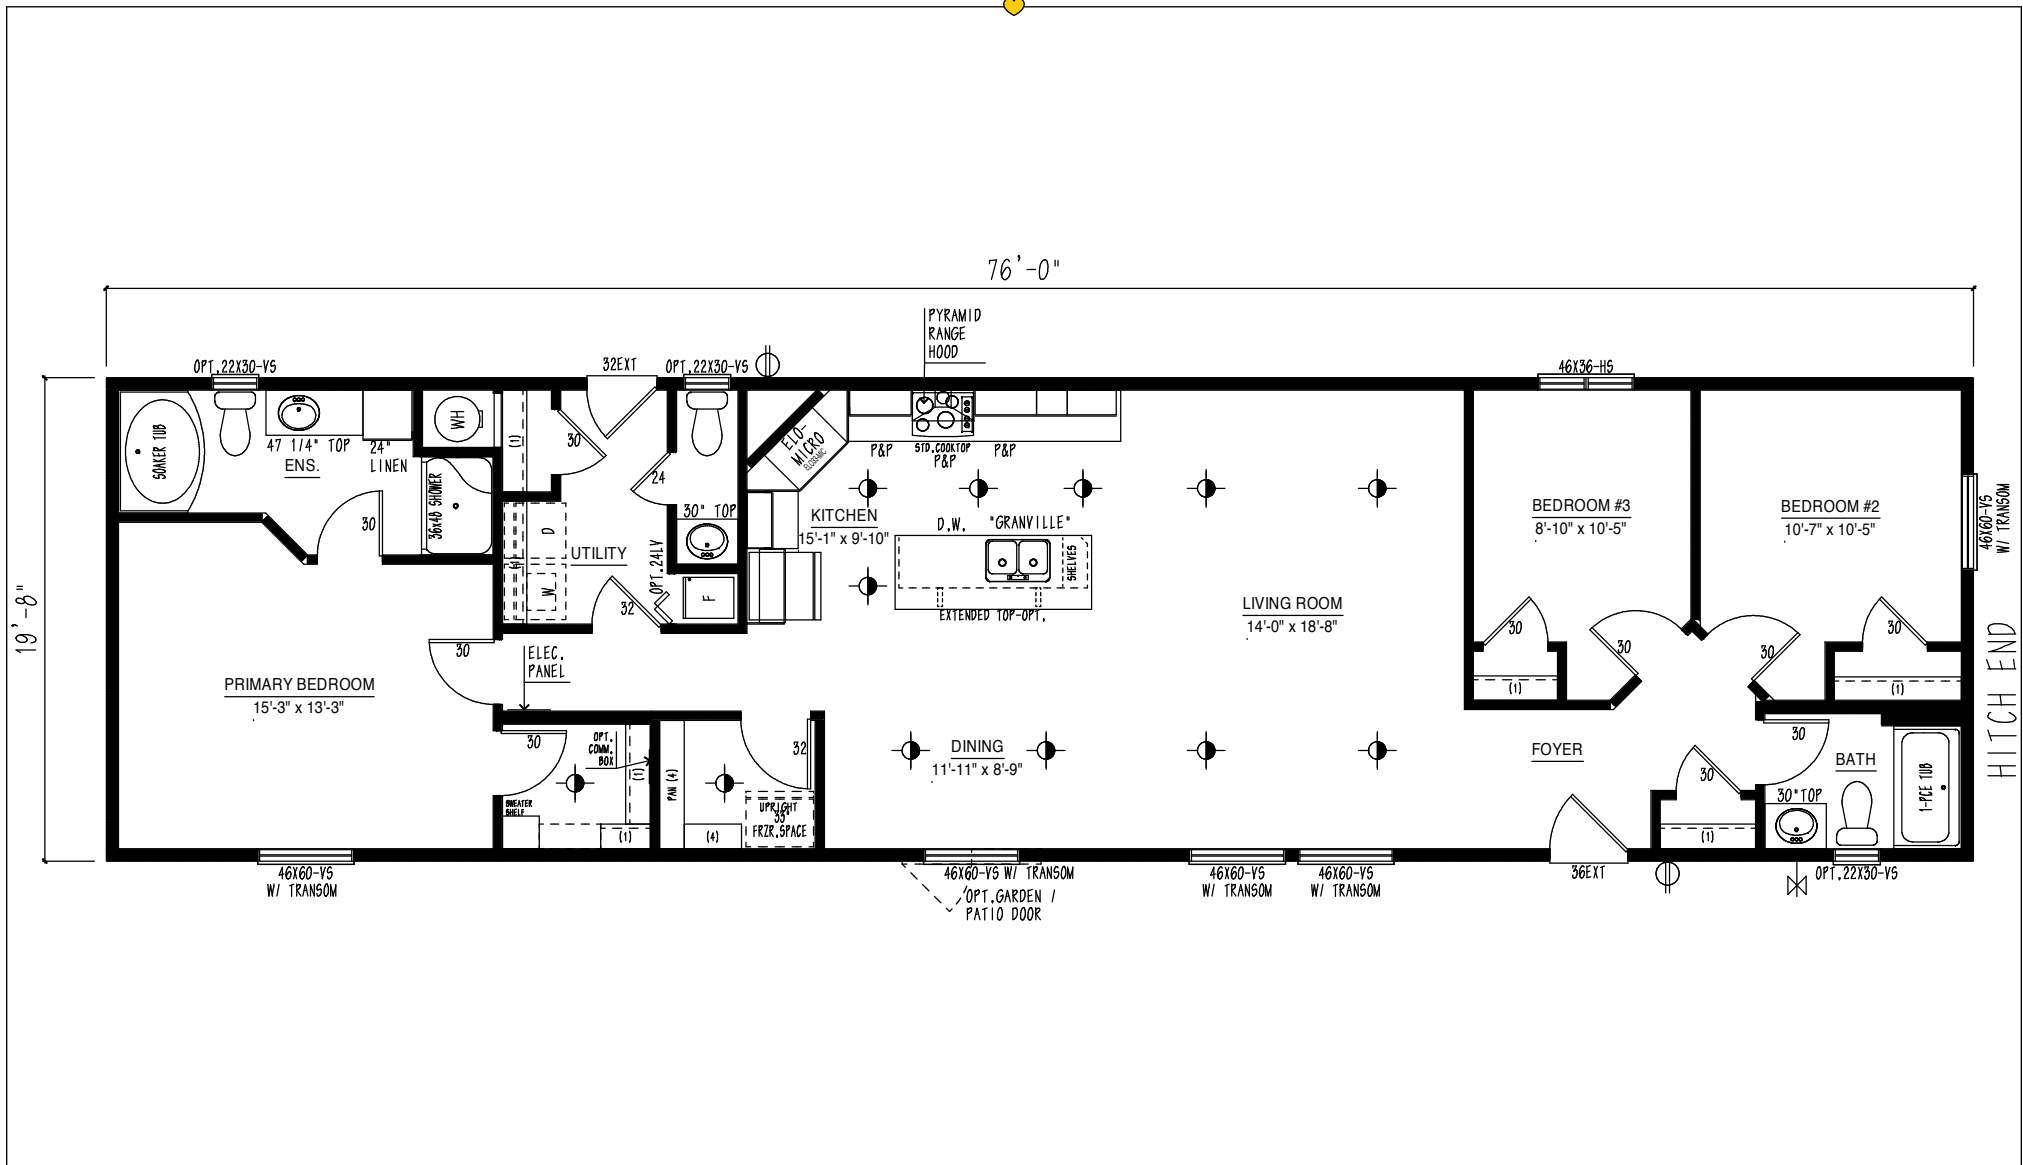 76'-0"
PYRAMID
RANGE
HOOD
OPT.22X30-VS
32EXT
OPT.22X30-VS
46X36-HS
SOAKER TUB
47 1/4" TOP
ENS.
24"
LINEN
WH
36x48 SHOWER
30
(1)
30
24
30" TOP
D
W
(1)
UTILITY
OPT.24LV
F
32
ELO-
MICRO
P&P
STD.COOKTOP
P&P
P&P
KITCHEN
15'-1" x 9'-10"
D.W.
"GRANVILLE"
SHELVES
EXTENDED TOP-OPT.
LIVING ROOM
14'-0" x 18'-8"
BEDROOM #3
8'-10" x 10'-5"
BEDROOM #2
10'-7" x 10'-5"
46X60-VS
W/ TRANSOM
19'-8"
HITCH END
30
30
30
30
(1)
(1)
30
ELEC.
PANEL
PRIMARY BEDROOM
15'-3" x 13'-3"
30
OPT.
COMM.
BOX
(1)
SWEATER
SHELF
(1)
PAN (4)
32
UPRIGHT
33"
FRZR.SPACE
(4)
DINING
11'-11" x 8'-9"
FOYER
30
(1)
30
BATH
30"TOP
1-PCE TUB
46X60-VS
W/ TRANSOM
46X60-VS W/ TRANSOM
OPT.GARDEN /
PATIO DOOR
46X60-VS
W/ TRANSOM
46X60-VS
W/ TRANSOM
36EXT
OPT.22X30-VS